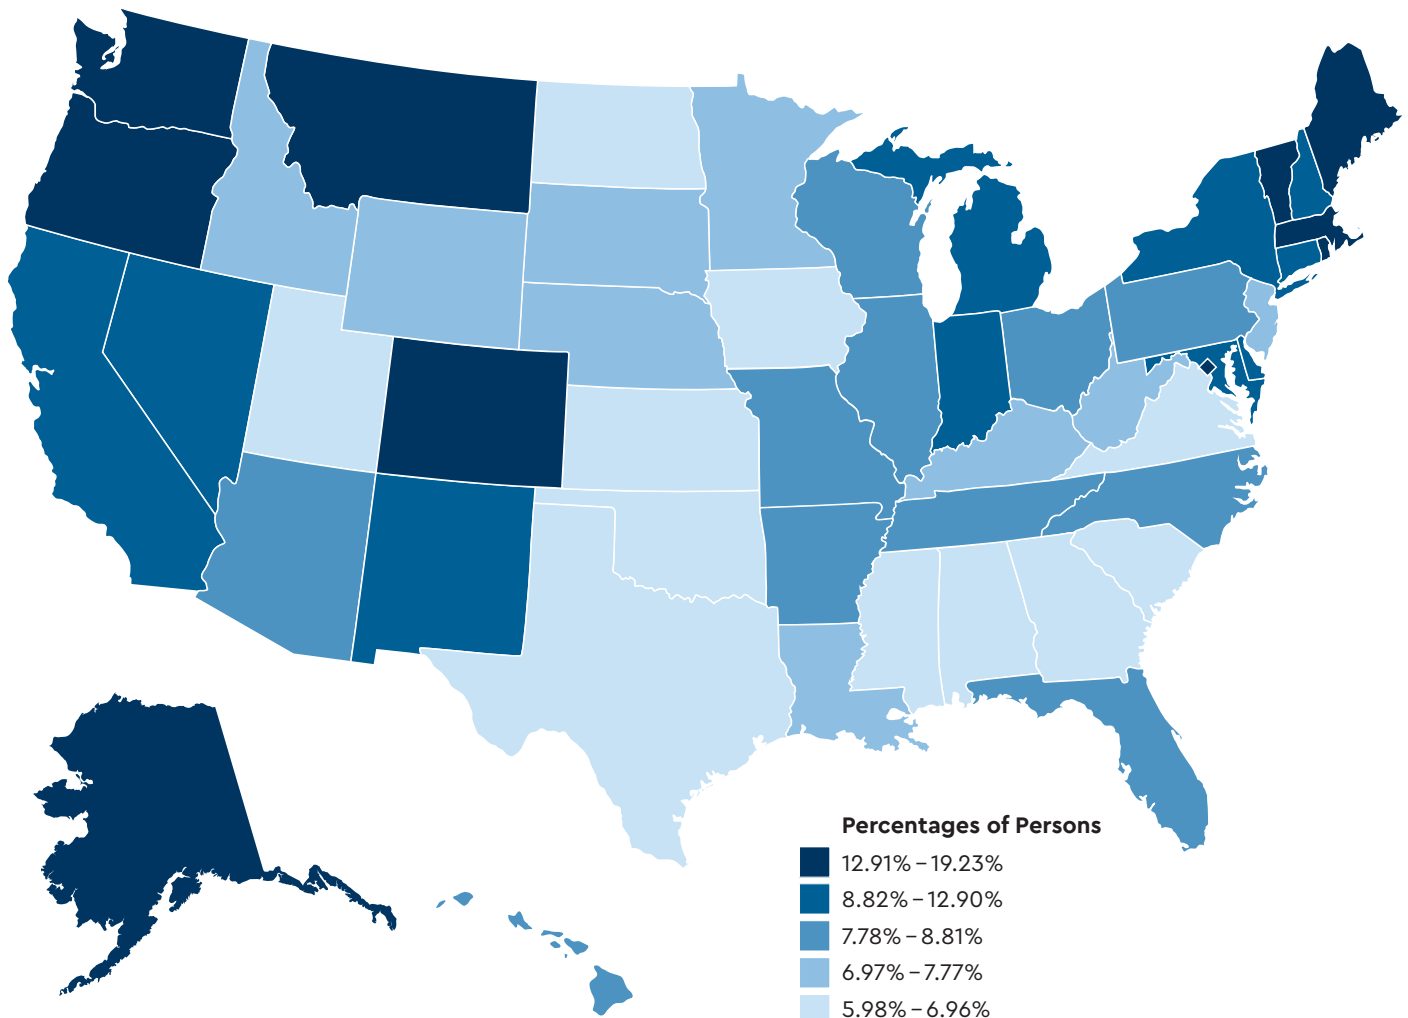 Percentages of Persons
12.91% – 19.23%
8.82% – 12.90%
7.78% – 8.81%
6.97% – 7.77%
5.98% – 6.96%